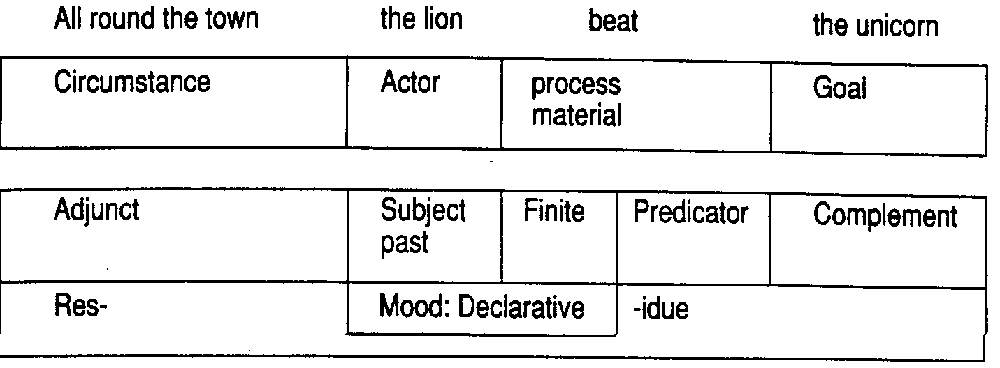 All round the town the lion beat the unicorn
Circumstance Actor process Goal
material
Adjunct Subject Finite Predicator Complement
past
Res- Mood: Declarative -idue